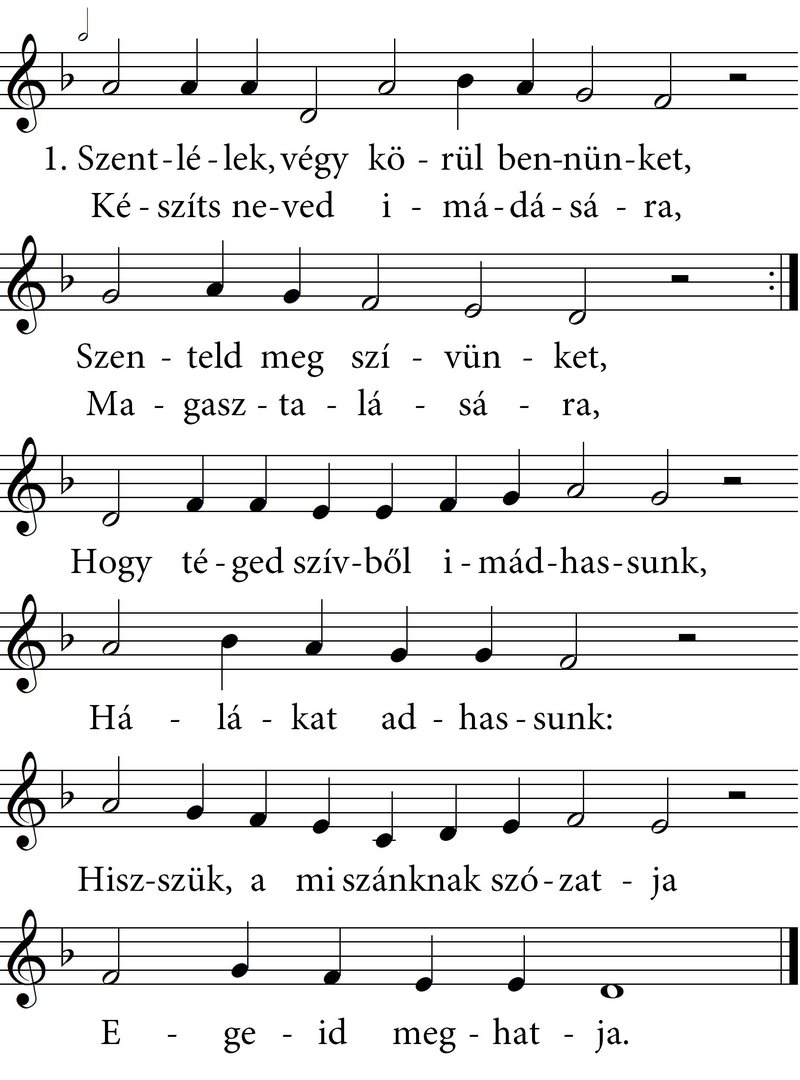 1. Szent-lé-lek, végy kö - rül ben-nün-ket,
Ké - szíts ne-ved i - má-dá-sá - ra,
Szen - teld meg szí - vün - ket,
Ma - gasz - ta - lá - sá - ra,
Hogy té - ged szív-ből i - mád-has-sunk,
Há - lá - kat ad - has - sunk:
Hisz-szük, a mi szánknak szó-zat - ja
E - ge - id meg - hat - ja.